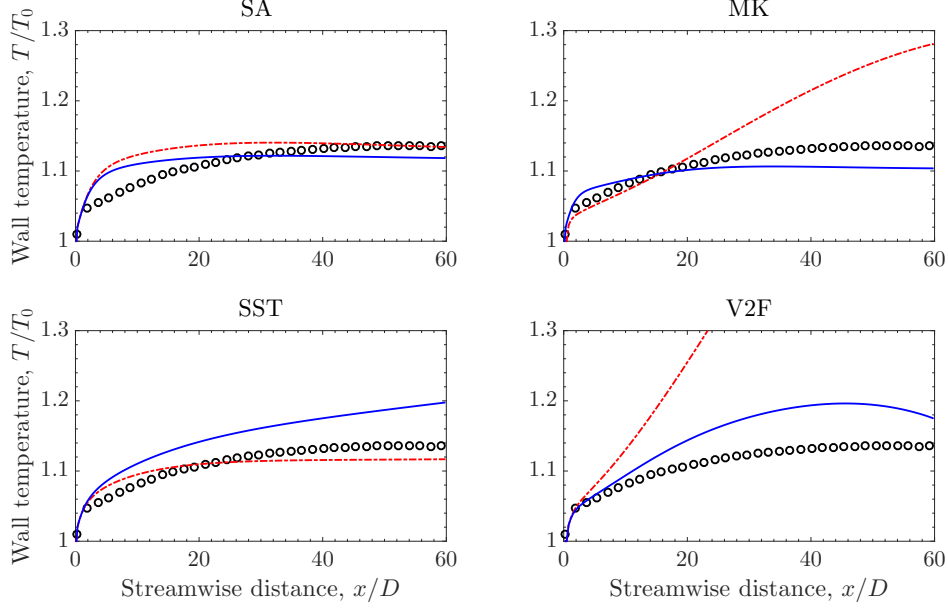 SA
1.3
1.2
1.1
1
0 20 40 60
Wall temperature, T/T₀
MK
1.3
1.2
1.1
1
0 20 40 60
SST
1.3
1.2
1.1
1
0 20 40 60
Wall temperature, T/T₀
Streamwise distance, x/D
V2F
1.3
1.2
1.1
1
0 20 40 60
Streamwise distance, x/D